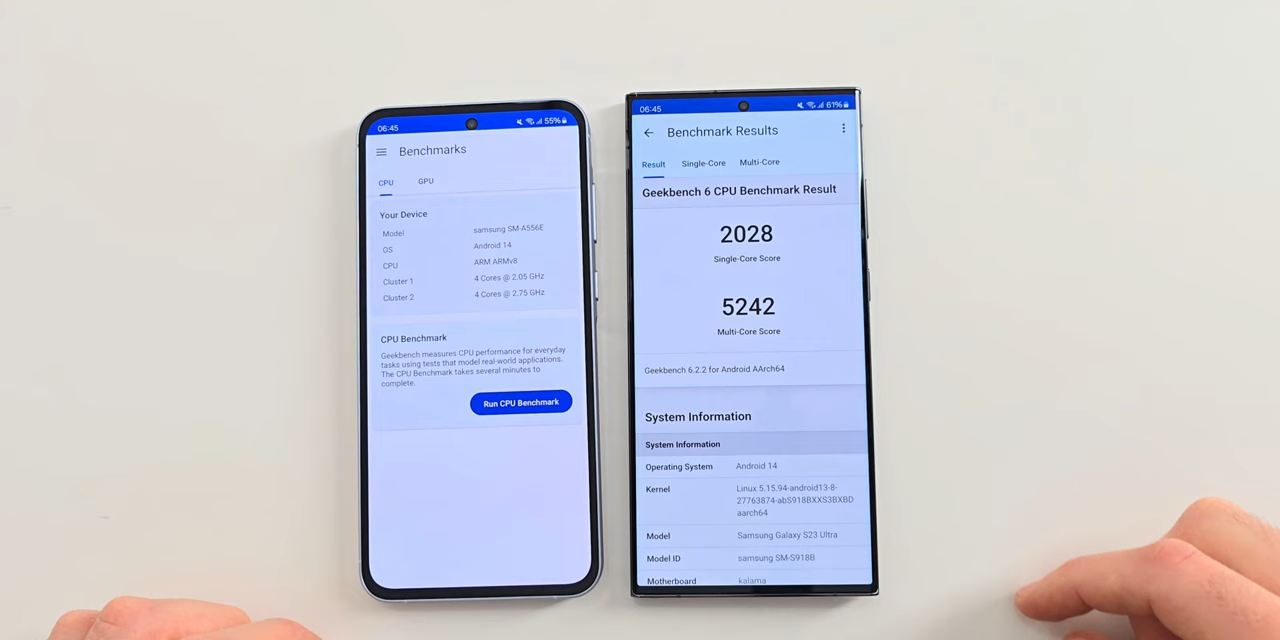 06:45
55%
Benchmarks
CPU
GPU
Your Device
Model samsung SM-A556E
OS Android 14
CPU ARM ARMv8
Cluster 1 4 Cores @ 2.05 GHz
Cluster 2 4 Cores @ 2.75 GHz
CPU Benchmark
Geekbench measures CPU performance for everyday
tasks using tests that model real-world applications.
The CPU Benchmark takes several minutes to
complete.
Run CPU Benchmark
06:45
61%
Benchmark Results
Result Single-Core Multi-Core
Geekbench 6 CPU Benchmark Result
2028
Single-Core Score
5242
Multi-Core Score
Geekbench 6.2.2 for Android AArch64
System Information
System Information
Operating System Android 14
Kernel Linux 5.15.94-android13-8-
27763874-abS918BXXS3BXBD
aarch64
Model Samsung Galaxy S23 Ultra
Model ID samsung SM-S918B
Motherboard kalama